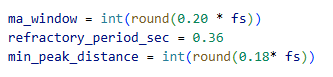 ma_window = int(round(0.20 * fs))
refractory_period_sec = 0.36
min_peak_distance = int(round(0.18* fs))